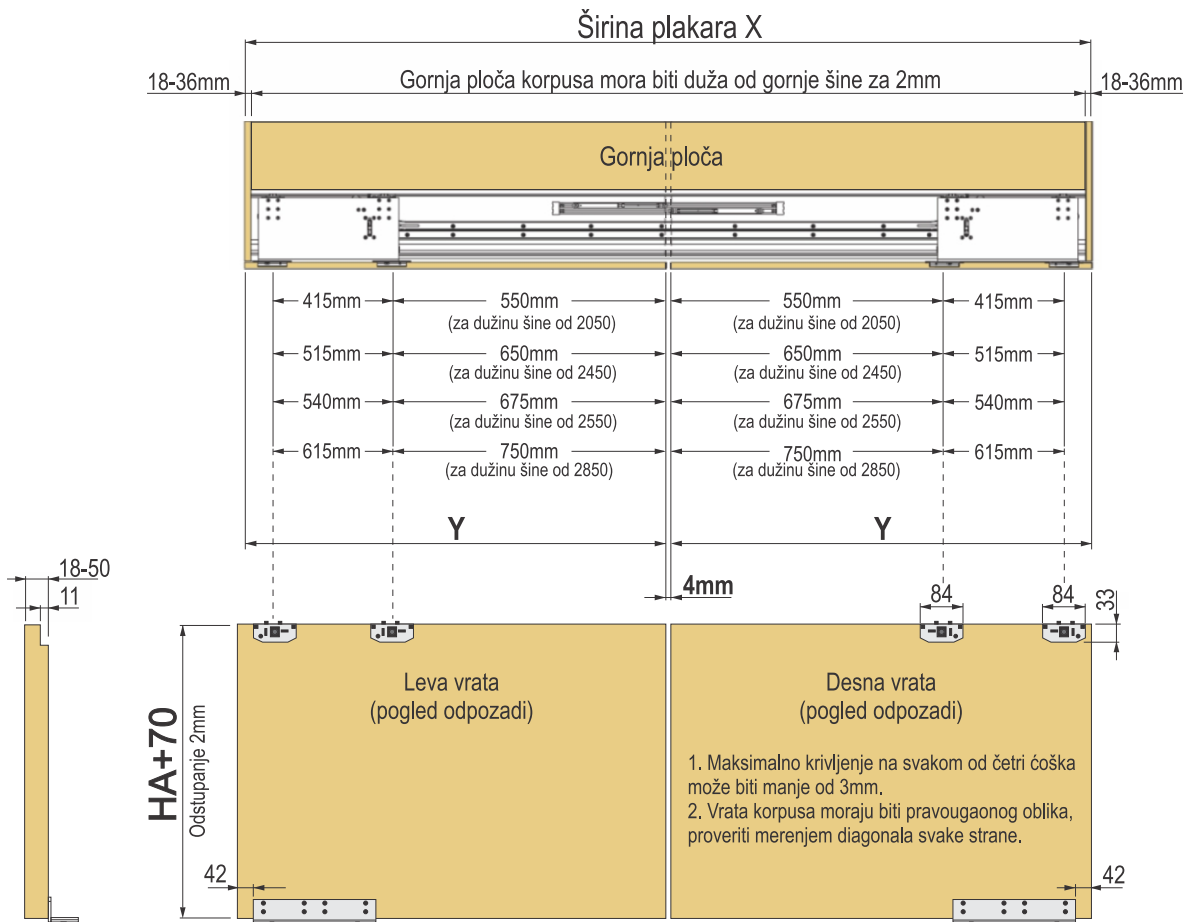 Širina plakara X
18-36mm
Gornja ploča korpusa mora biti duža od gornje šine za 2mm
18-36mm
Gornja ploča
415mm
550mm
550mm
415mm
(za dužinu šine od 2050)
(za dužinu šine od 2050)
515mm
650mm
650mm
515mm
(za dužinu šine od 2450)
(za dužinu šine od 2450)
540mm
675mm
675mm
540mm
(za dužinu šine od 2550)
(za dužinu šine od 2550)
615mm
750mm
750mm
615mm
(za dužinu šine od 2850)
(za dužinu šine od 2850)
Y
Y
18-50
11
4mm
84
84
33
Leva vrata
(pogled odpozadi)
Desna vrata
(pogled odpozadi)
HA+70
Odstupanje 2mm
1. Maksimalno krivljenje na svakom od četri ćoška
može biti manje od 3mm.
2. Vrata korpusa moraju biti pravougaonog oblika,
proveriti merenjem diagonala svake strane.
42
42